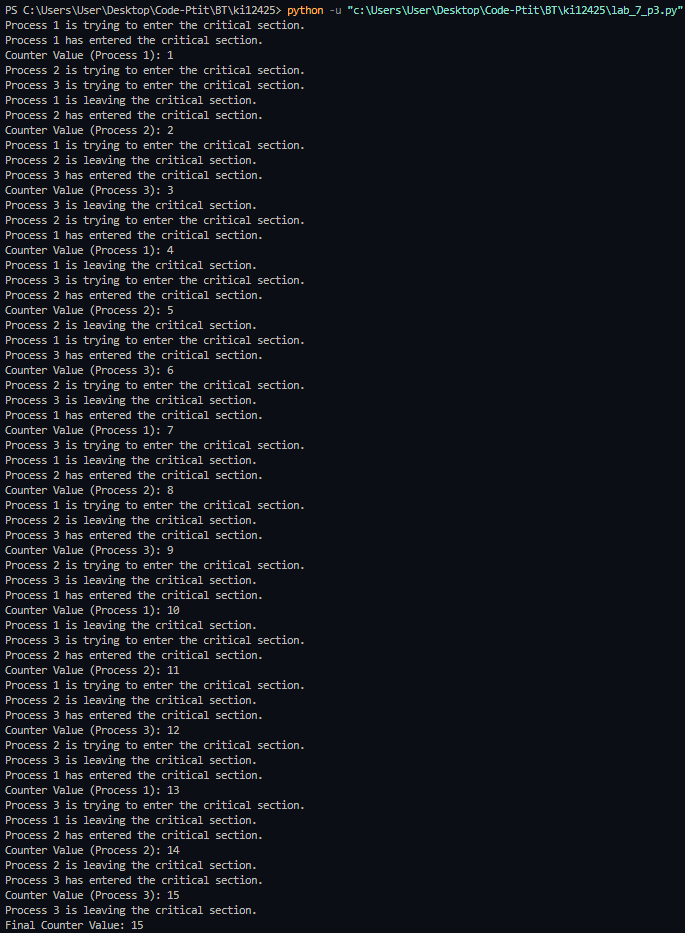 PS C:\Users\User\Desktop\Code-Ptit\BT\ki12425> python -u "c:\Users\User\Desktop\Code-Ptit\BT\ki12425\lab_7_p3.py"
Process 1 is trying to enter the critical section.
Process 1 has entered the critical section.
Counter Value (Process 1): 1
Process 2 is trying to enter the critical section.
Process 3 is trying to enter the critical section.
Process 1 is leaving the critical section.
Process 2 has entered the critical section.
Counter Value (Process 2): 2
Process 1 is trying to enter the critical section.
Process 2 is leaving the critical section.
Process 3 has entered the critical section.
Counter Value (Process 3): 3
Process 3 is leaving the critical section.
Process 2 is trying to enter the critical section.
Process 1 has entered the critical section.
Counter Value (Process 1): 4
Process 1 is leaving the critical section.
Process 3 is trying to enter the critical section.
Process 2 has entered the critical section.
Counter Value (Process 2): 5
Process 2 is leaving the critical section.
Process 1 is trying to enter the critical section.
Process 3 has entered the critical section.
Counter Value (Process 3): 6
Process 2 is trying to enter the critical section.
Process 3 is leaving the critical section.
Process 1 has entered the critical section.
Counter Value (Process 1): 7
Process 3 is trying to enter the critical section.
Process 1 is leaving the critical section.
Process 2 has entered the critical section.
Counter Value (Process 2): 8
Process 1 is trying to enter the critical section.
Process 2 is leaving the critical section.
Process 3 has entered the critical section.
Counter Value (Process 3): 9
Process 2 is trying to enter the critical section.
Process 3 is leaving the critical section.
Process 1 has entered the critical section.
Counter Value (Process 1): 10
Process 1 is leaving the critical section.
Process 3 is trying to enter the critical section.
Process 2 has entered the critical section.
Counter Value (Process 2): 11
Process 1 is trying to enter the critical section.
Process 2 is leaving the critical section.
Process 3 has entered the critical section.
Counter Value (Process 3): 12
Process 2 is trying to enter the critical section.
Process 3 is leaving the critical section.
Process 1 has entered the critical section.
Counter Value (Process 1): 13
Process 3 is trying to enter the critical section.
Process 1 is leaving the critical section.
Process 2 has entered the critical section.
Counter Value (Process 2): 14
Process 2 is leaving the critical section.
Process 3 has entered the critical section.
Counter Value (Process 3): 15
Process 3 is leaving the critical section.
Final Counter Value: 15